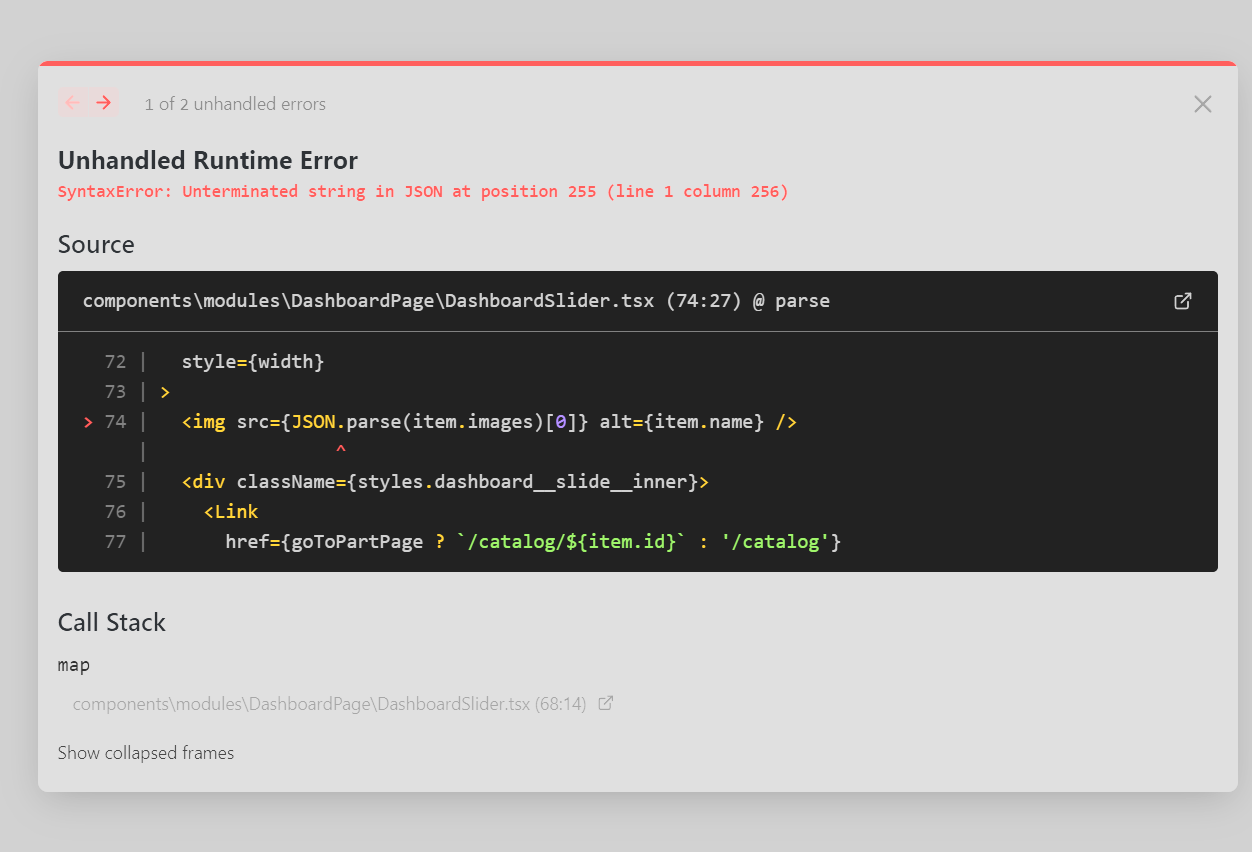 1 of 2 unhandled errors
Unhandled Runtime Error
SyntaxError: Unterminated string in JSON at position 255 (line 1 column 256)
Source
components\modules\DashboardPage\DashboardSlider.tsx (74:27) @ parse
72 | style={width}
73 | >
> 74 | <img src={JSON.parse(item.images)[0]} alt={item.name} />
| ^
75 | <div className={styles.dashboard__slide__inner}>
76 | <Link
77 | href={goToPartPage ? `/catalog/${item.id}` : '/catalog'}
Call Stack
map
components\modules\DashboardPage\DashboardSlider.tsx (68:14)
Show collapsed frames